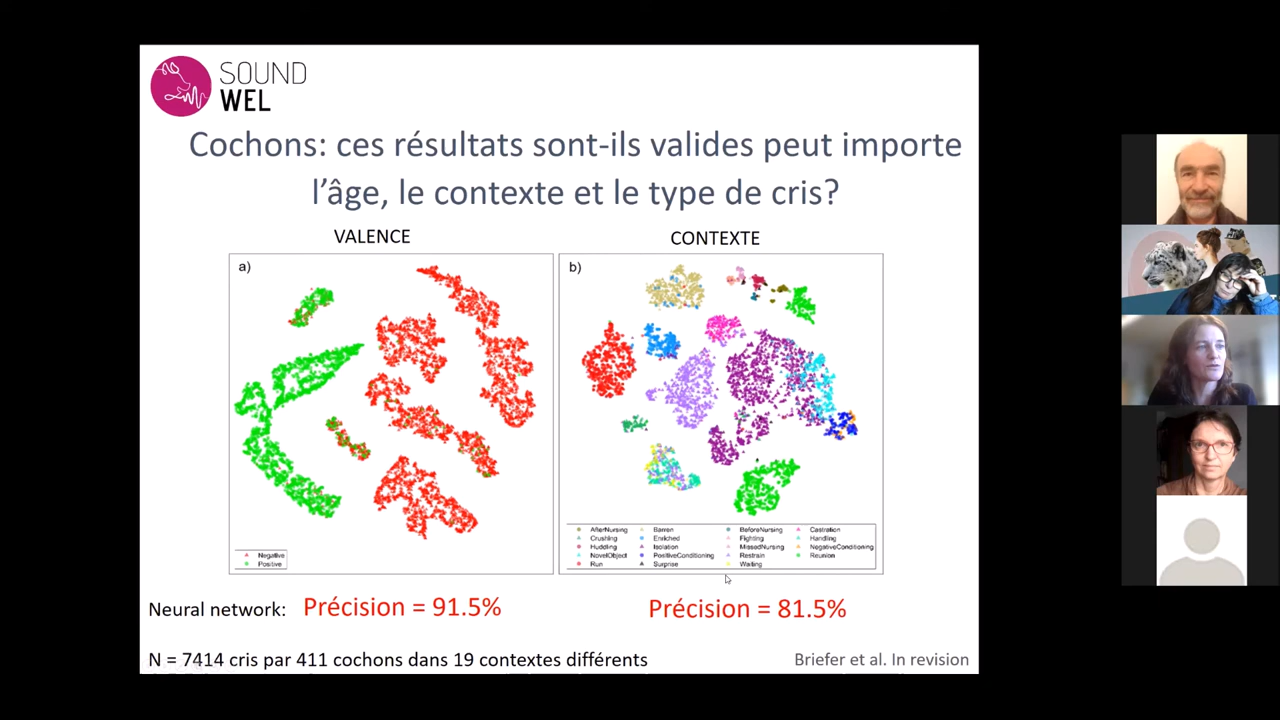 SOUND
WEL
Cochons: ces résultats sont-ils valides peut importe
l'âge, le contexte et le type de cris?
VALENCE
CONTEXTE
a)
b)
Negative
Positive
AfterNursing Barren BeforeNursing Castration
Crushing Enriched Fighting Handling
Huddling Isolation MissedNursing NegativeConditioning
NovelObject PositiveConditioning Restrain Reunion
Run Surprise Waiting
Neural network: Précision = 91.5% Précision = 81.5%
N = 7414 cris par 411 cochons dans 19 contextes différents
Briefer et al. In revision